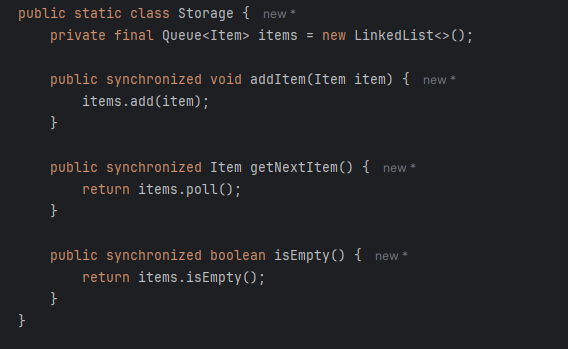 public static class Storage {  new *
    private final Queue<Item> items = new LinkedList<>();

    public synchronized void addItem(Item item) {  new *
        items.add(item);
    }

    public synchronized Item getNextItem() {  new *
        return items.poll();
    }

    public synchronized boolean isEmpty() {  new *
        return items.isEmpty();
    }
}